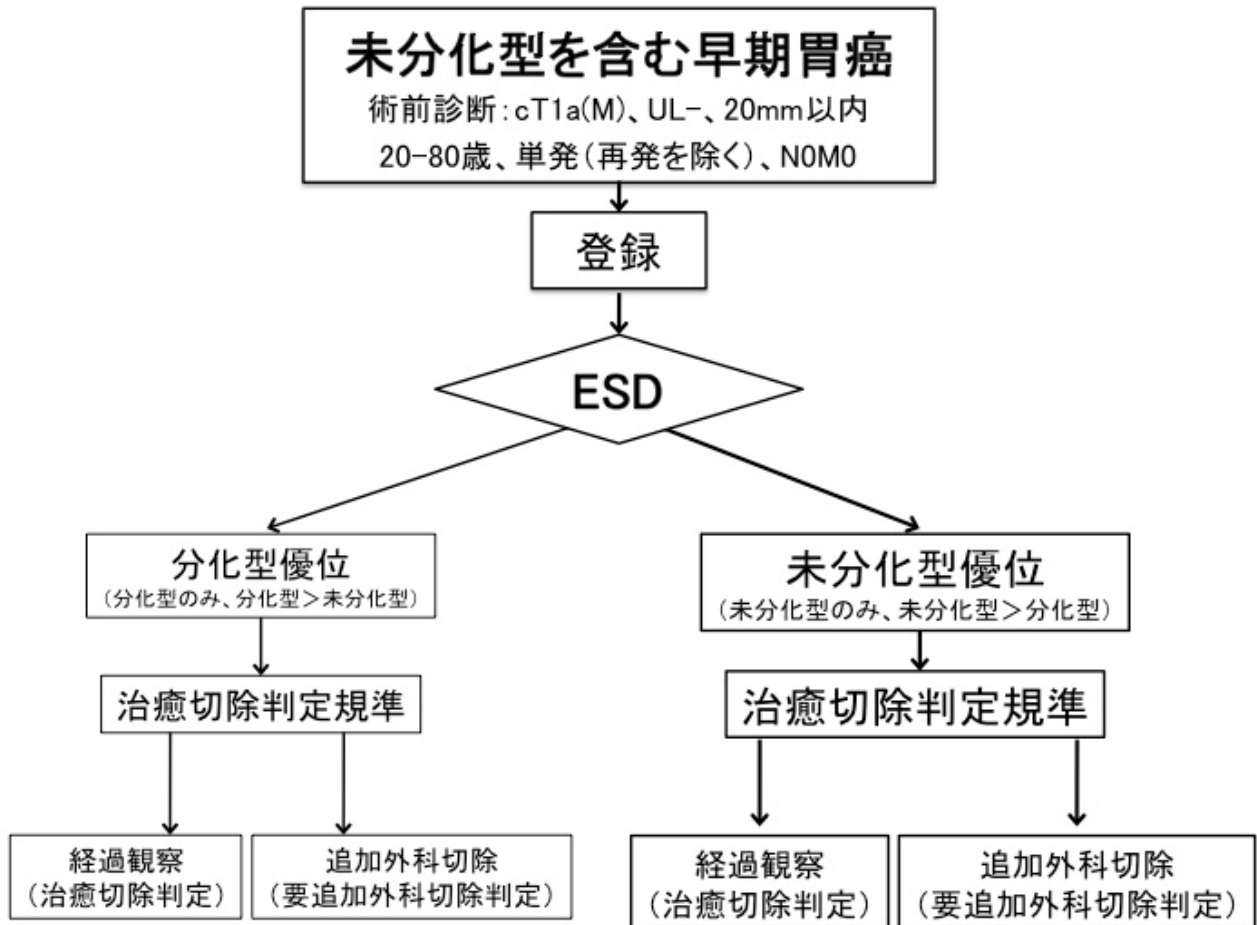 未分化型を含む早期胃癌
術前診断:cT1a(M)、UL-、20mm以内
20-80歳、単発(再発を除く)、N0M0
登録
ESD
分化型優位
(分化型のみ、分化型>未分化型)
治癒切除判定規準
経過観察
(治癒切除判定)
追加外科切除
(要追加外科切除判定)
未分化型優位
(未分化型のみ、未分化型>分化型)
治癒切除判定規準
経過観察
(治癒切除判定)
追加外科切除
(要追加外科切除判定)